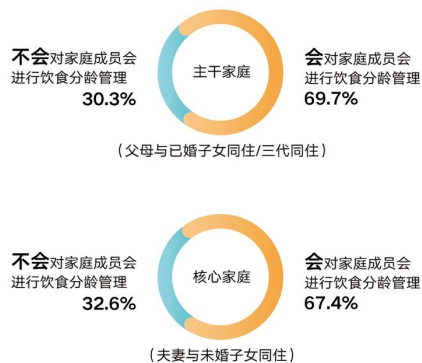 不会对家庭成员会
进行饮食分龄管理
30.3%
主干家庭
会对家庭成员会
进行饮食分龄管理
69.7%
（父母与已婚子女同住/三代同住）
不会对家庭成员会
进行饮食分龄管理
32.6%
核心家庭
会对家庭成员会
进行饮食分龄管理
67.4%
（夫妻与未婚子女同住）